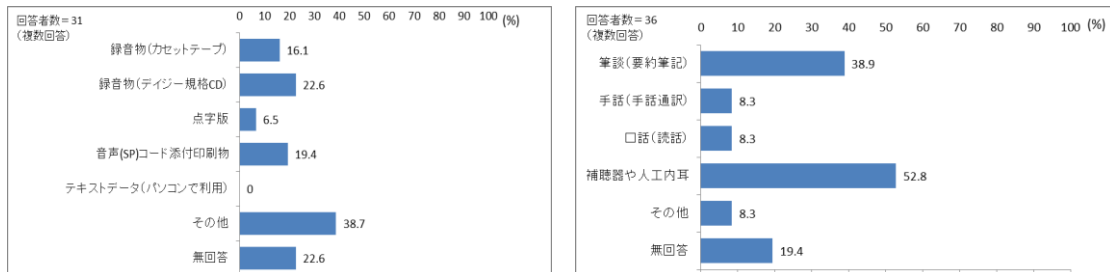 回答者数=31
(複数回答)
0 10 20 30 40 50 60 70 80 90 100 (%)
録音物(カセットテープ) 16.1
録音物(デイジー規格CD) 22.6
点字版 6.5
音声(SP)コード添付印刷物 19.4
テキストデータ(パソコンで利用) 0
その他 38.7
無回答 22.6
回答者数=36
(複数回答)
0 10 20 30 40 50 60 70 80 90 100 (%)
筆談(要約筆記) 38.9
手話(手話通訳) 8.3
口話(読話) 8.3
補聴器や人工内耳 52.8
その他 8.3
無回答 19.4